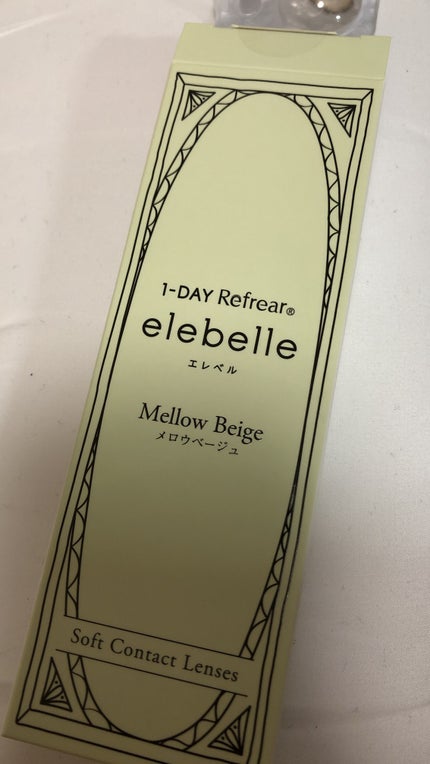 1-DAY Refrear®
elebelle
エレベル
Mellow Beige
メロウベージュ
Soft Contact Lenses